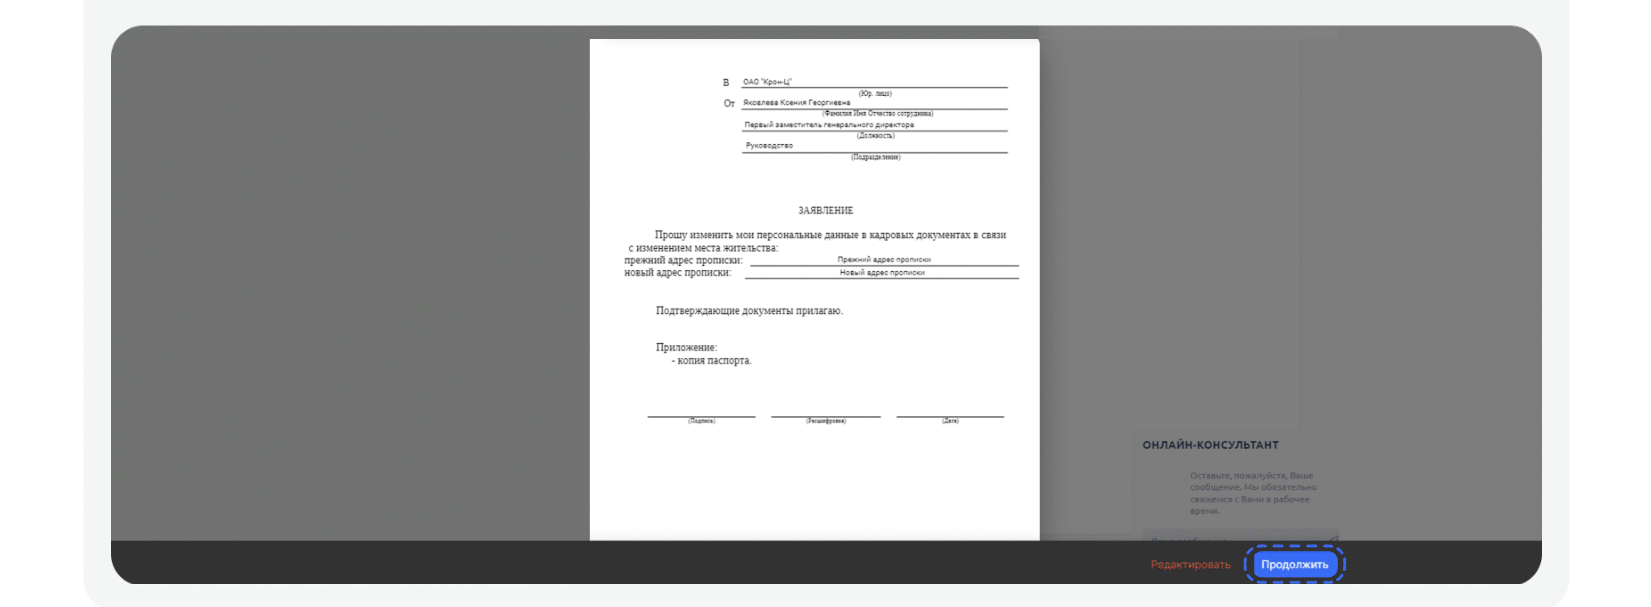 В ОАО "Крон-Ц"
(Юр. лицо)
От Яковлева Ксения Георгиевна
(Фамилия Имя Отчество сотрудника)
Первый заместитель генерального директора
(Должность)
Руководство
(Подразделение)
ЗАЯВЛЕНИЕ
Прошу изменить мои персональные данные в кадровых документах в связи
с изменением места жительства:
прежний адрес прописки: Прежний адрес прописки
новый адрес прописки: Новый адрес прописки
Подтверждающие документы прилагаю.
Приложение:
- копия паспорта.
(Подпись) (Расшифровка) (Дата)
ОНЛАЙН-КОНСУЛЬТАНТ
Оставьте, пожалуйста, Ваше
сообщение. Мы обязательно
свяжемся с Вами в рабочее
время.
Редактировать Продолжить